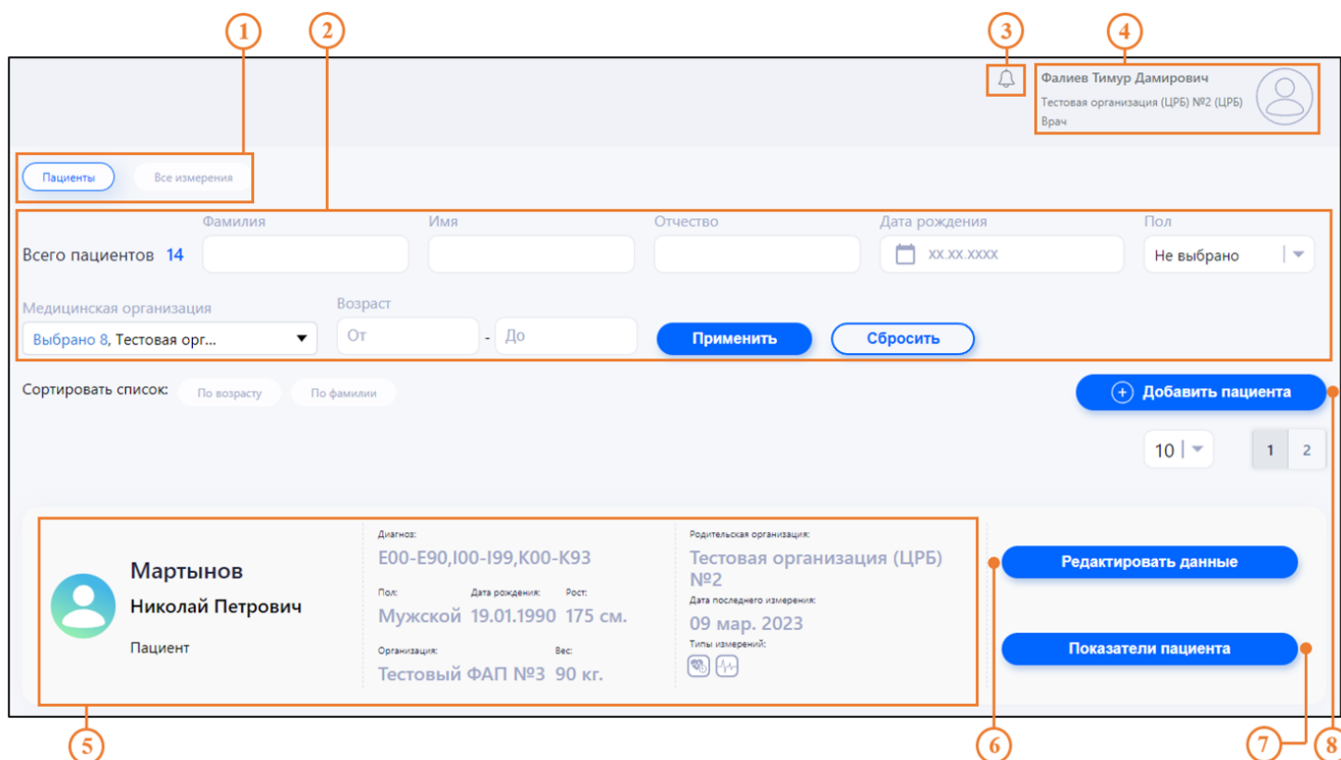 1 2 3 4
Фалиев Тимур Дамирович
Тестовая организация (ЦРБ) №2 (ЦРБ)
Врач
Пациенты Все измерения
Фамилия Имя Отчество Дата рождения Пол
Всего пациентов 14 XX.XX.XXXX Не выбрано
Медицинская организация Возраст
Выбрано 8, Тестовая орг... От - До Применить Сбросить
Сортировать список: По возрасту По фамилии Добавить пациента
10 1 2
Мартынов
Николай Петрович
Пациент
Диагноз:
E00-E90,I00-I99,K00-K93
Пол: Дата рождения: Рост:
Мужской 19.01.1990 175 см.
Организация: Вес:
Тестовый ФАП №3 90 кг.
Родительская организация:
Тестовая организация (ЦРБ)
№2
Дата последнего измерения:
09 мар. 2023
Типы измерений:
Редактировать данные
Показатели пациента
5 6 7 8